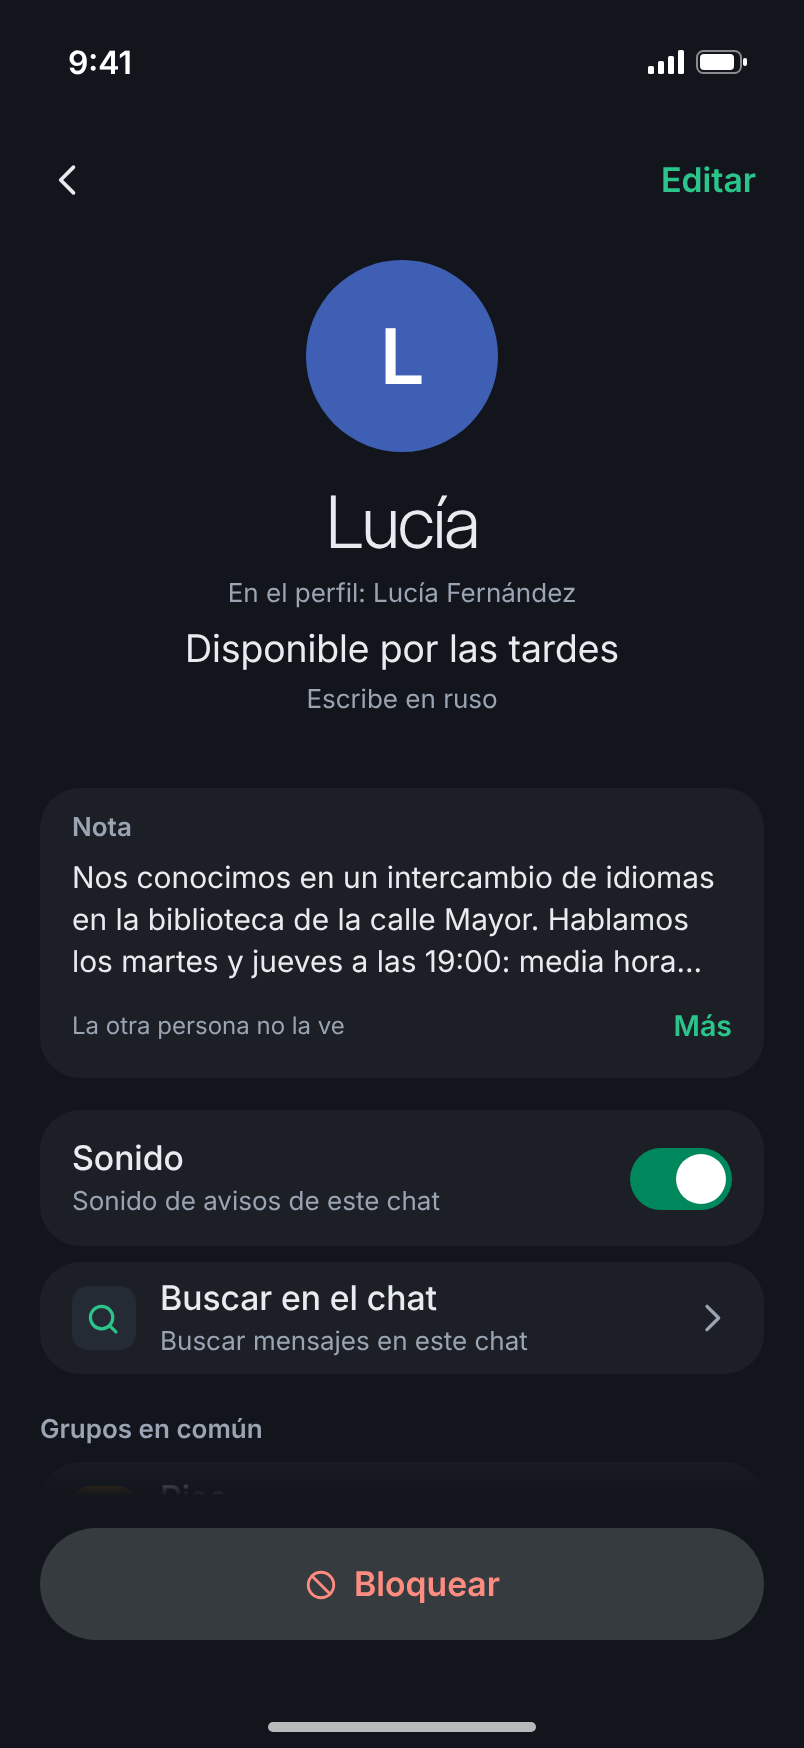 9:41
Editar
L
Lucía
En el perfil: Lucía Fernández
Disponible por las tardes
Escribe en ruso
Nota
Nos conocimos en un intercambio de idiomas
en la biblioteca de la calle Mayor. Hablamos
los martes y jueves a las 19:00: media hora...
La otra persona no la ve
Más
Sonido
Sonido de avisos de este chat
Buscar en el chat
Buscar mensajes en este chat
Grupos en común
Bloquear